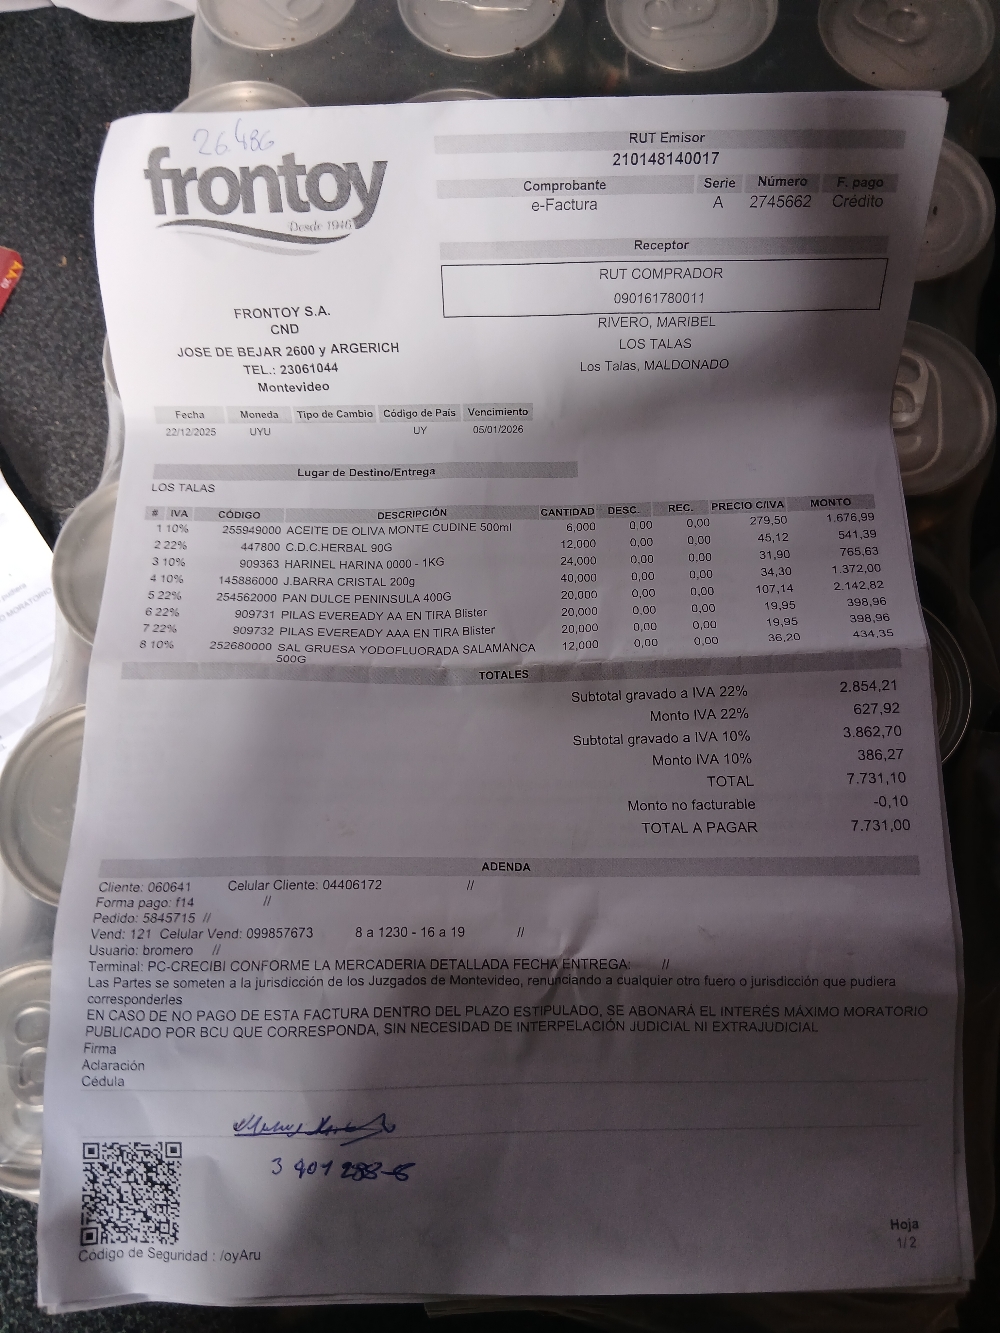 26.486
frontoy
Desde 1946
RUT Emisor
210148140017
Comprobante Serie Número F. pago
e-Factura A 2745662 Crédito
Receptor
RUT COMPRADOR
090161780011
RIVERO, MARIBEL
LOS TALAS
Los Talas, MALDONADO
FRONTOY S.A.
CND
JOSE DE BEJAR 2600 y ARGERICH
TEL.: 23061044
Montevideo
Fecha Moneda Tipo de Cambio Código de País Vencimiento
22/12/2025 UYU UY 05/01/2026
Lugar de Destino/Entrega
LOS TALAS
# IVA CÓDIGO DESCRIPCIÓN CANTIDAD DESC. REC. PRECIO C/IVA MONTO
1 10% 255949000 ACEITE DE OLIVA MONTE CUDINE 500ml 6,000 0,00 0,00 279,50 1.676,99
2 22% 447800 C.D.C.HERBAL 90G 12,000 0,00 0,00 45,12 541,39
3 10% 909363 HARINEL HARINA 0000 - 1KG 24,000 0,00 0,00 31,90 765,63
4 10% 145886000 J.BARRA CRISTAL 200g 40,000 0,00 0,00 34,30 1.372,00
5 22% 254562000 PAN DULCE PENINSULA 400G 20,000 0,00 0,00 107,14 2.142,82
6 22% 909731 PILAS EVEREADY AA EN TIRA Blister 20,000 0,00 0,00 19,95 398,96
7 22% 909732 PILAS EVEREADY AAA EN TIRA Blister 20,000 0,00 0,00 19,95 398,96
8 10% 252680000 SAL GRUESA YODOFLUORADA SALAMANCA 12,000 0,00 0,00 36,20 434,35
500G
TOTALES
Subtotal gravado a IVA 22% 2.854,21
Monto IVA 22% 627,92
Subtotal gravado a IVA 10% 3.862,70
Monto IVA 10% 386,27
TOTAL 7.731,10
Monto no facturable -0,10
TOTAL A PAGAR 7.731,00
ADENDA
Cliente: 060641 Celular Cliente: 04406172 //
Forma pago: f14 //
Pedido: 5845715 //
Vend: 121 Celular Vend: 099857673 8 a 1230 - 16 a 19 //
Usuario: bromero //
Terminal: PC-CRECIBI CONFORME LA MERCADERIA DETALLADA FECHA ENTREGA: //
Las Partes se someten a la jurisdicción de los Juzgados de Montevideo, renunciando a cualquier otro fuero o jurisdicción que pudiera
corresponderles
EN CASO DE NO PAGO DE ESTA FACTURA DENTRO DEL PLAZO ESTIPULADO, SE ABONARÁ EL INTERÉS MÁXIMO MORATORIO
PUBLICADO POR BCU QUE CORRESPONDA, SIN NECESIDAD DE INTERPELACIÓN JUDICIAL NI EXTRAJUDICIAL
Firma
Aclaración
Cédula
Código de Seguridad : /oyAru
Hoja
1/ 2